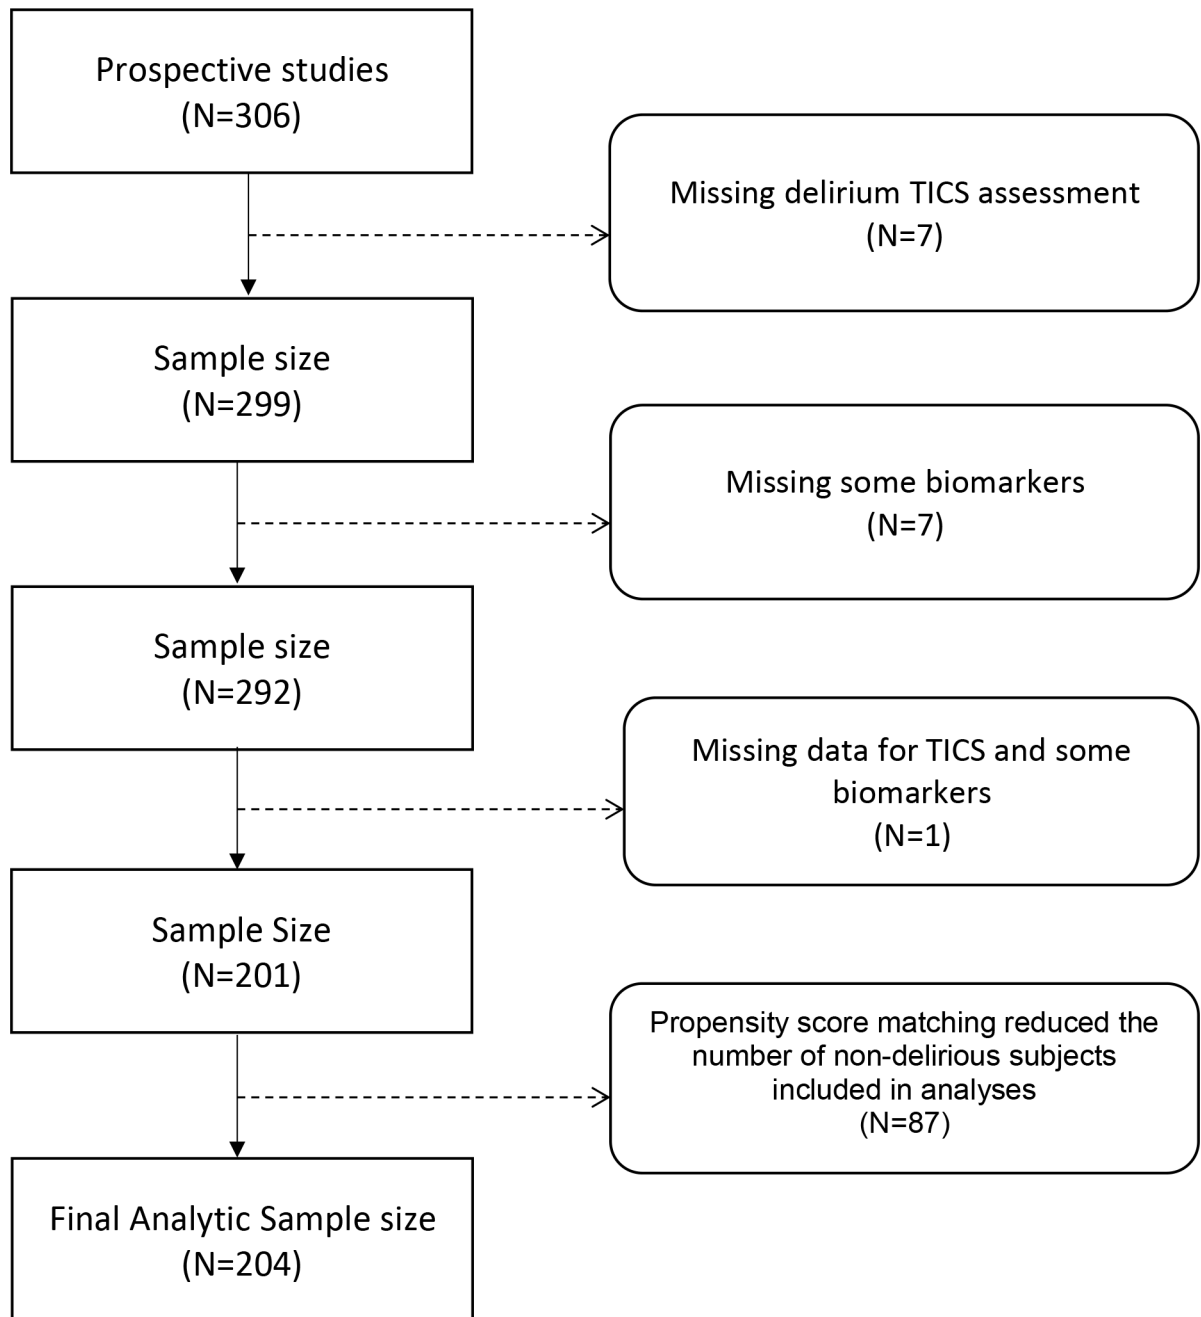 Prospective studies
(N=306)
Missing delirium TICS assessment
(N=7)
Sample size
(N=299)
Missing some biomarkers
(N=7)
Sample size
(N=292)
Missing data for TICS and some
biomarkers
(N=1)
Sample Size
(N=201)
Propensity score matching reduced the
number of non-delirious subjects
included in analyses
(N=87)
Final Analytic Sample size
(N=204)